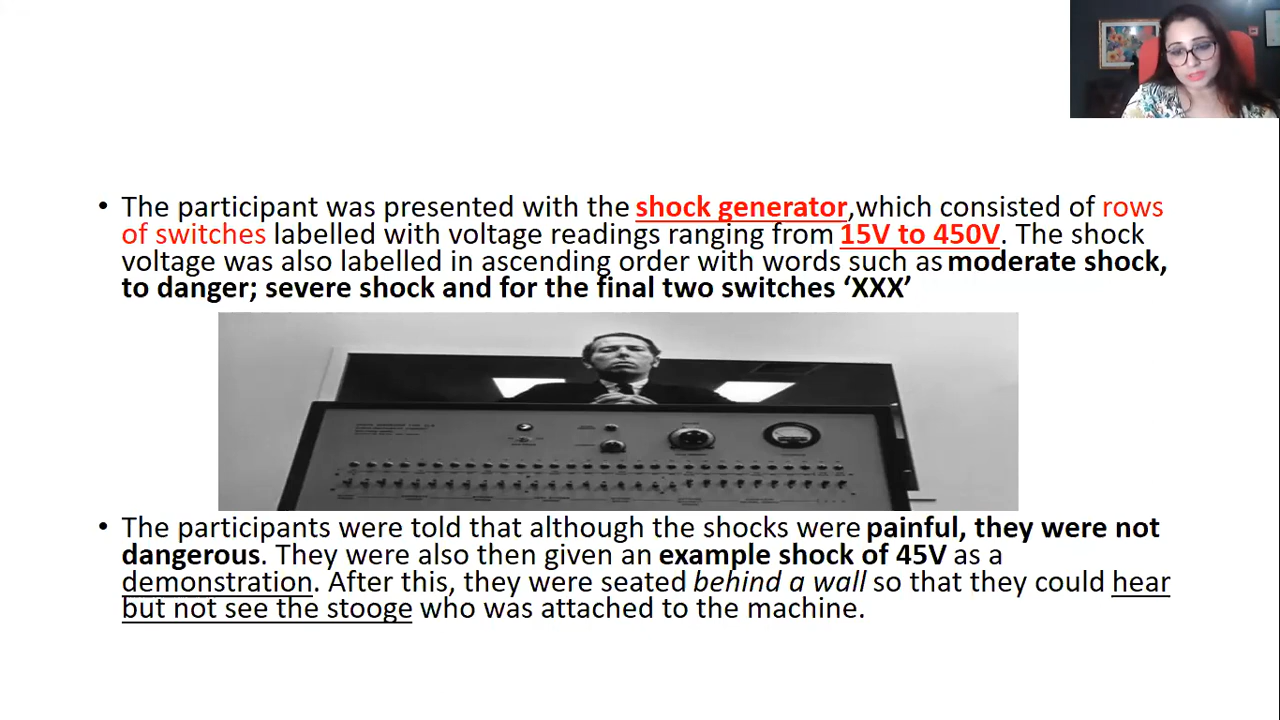 • The participant was presented with the shock generator,which consisted of rows
of switches labelled with voltage readings ranging from 15V to 450V. The shock
voltage was also labelled in ascending order with words such as moderate shock,
to danger; severe shock and for the final two switches ‘XXX’
• The participants were told that although the shocks were painful, they were not
dangerous. They were also then given an example shock of 45V as a
demonstration. After this, they were seated behind a wall so that they could hear
but not see the stooge who was attached to the machine.